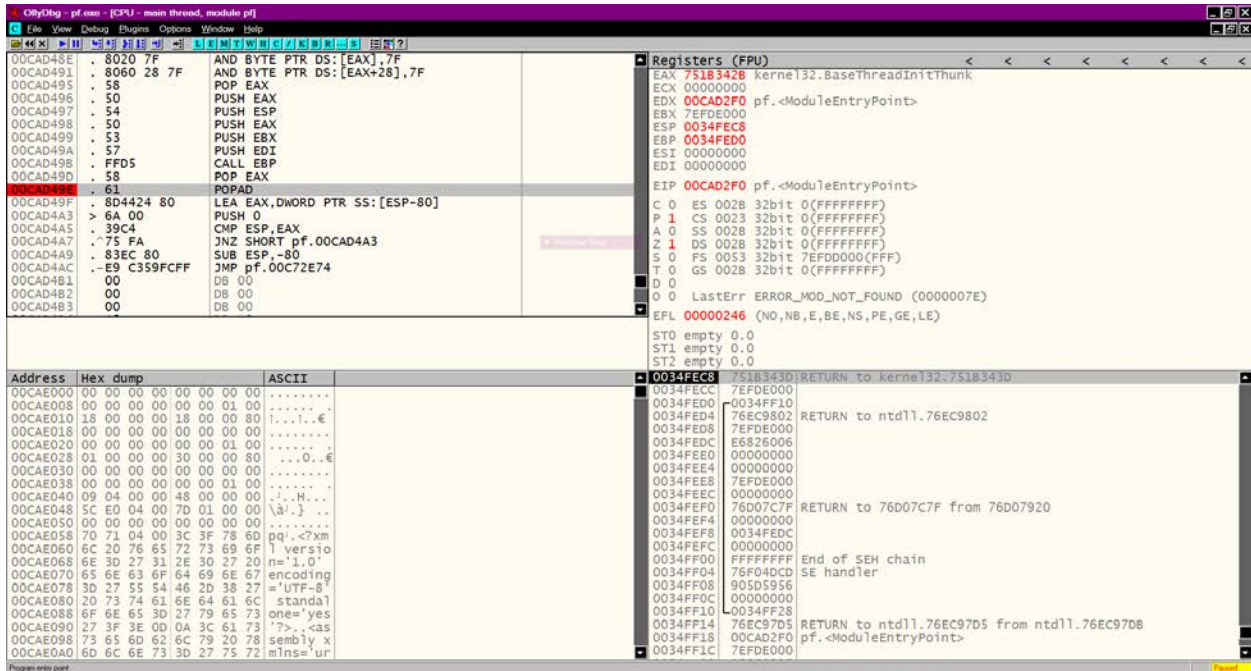 OllyDbg - pf.exe - [CPU - main thread, module pf]
C File View Debug Plugins Options Window Help
L E M T W H C / K B R ... S ?
00CAD48E . 8020 7F AND BYTE PTR DS:[EAX],7F
00CAD491 . 8060 28 7F AND BYTE PTR DS:[EAX+28],7F
00CAD495 . 58 POP EAX
00CAD496 . 50 PUSH EAX
00CAD497 . 54 PUSH ESP
00CAD498 . 50 PUSH EAX
00CAD499 . 53 PUSH EBX
00CAD49A . 57 PUSH EDI
00CAD49B . FFD5 CALL EBP
00CAD49D . 58 POP EAX
00CAD49E . 61 POPAD
00CAD49F . 8D4424 80 LEA EAX,DWORD PTR SS:[ESP-80]
00CAD4A3 > 6A 00 PUSH 0
00CAD4A5 . 39C4 CMP ESP,EAX
00CAD4A7 .^75 FA JNZ SHORT pf.00CAD4A3
00CAD4A9 . 83EC 80 SUB ESP,-80
00CAD4AC .-E9 C359FCFF JMP pf.00C72E74
00CAD4B1 00 DB 00
00CAD4B2 00 DB 00
00CAD4B3 00 DB 00
Registers (FPU) < < < < < < < <
EAX 751B342B kernel32.BaseThreadInitThunk
ECX 00000000
EDX 00CAD2F0 pf.<ModuleEntryPoint>
EBX 7EFDE000
ESP 0034FEC8
EBP 0034FED0
ESI 00000000
EDI 00000000
EIP 00CAD2F0 pf.<ModuleEntryPoint>
C 0 ES 002B 32bit 0(FFFFFFFF)
P 1 CS 0023 32bit 0(FFFFFFFF)
A 0 SS 002B 32bit 0(FFFFFFFF)
Z 1 DS 002B 32bit 0(FFFFFFFF)
S 0 FS 0053 32bit 7EFDD000(FFF)
T 0 GS 002B 32bit 0(FFFFFFFF)
D 0
O 0 LastErr ERROR_MOD_NOT_FOUND (0000007E)
EFL 00000246 (NO,NB,E,BE,NS,PE,GE,LE)
ST0 empty 0.0
ST1 empty 0.0
ST2 empty 0.0
Address Hex dump ASCII
00CAE000 00 00 00 00 00 00 00 00 ........
00CAE008 00 00 00 00 00 00 01 00 ...... .
00CAE010 18 00 00 00 18 00 00 80 ↑...↑..€
00CAE018 00 00 00 00 00 00 00 00 ........
00CAE020 00 00 00 00 00 00 01 00 ...... .
00CAE028 01 00 00 00 30 00 00 80 ...0..€
00CAE030 00 00 00 00 00 00 00 00 ........
00CAE038 00 00 00 00 00 00 01 00 ...... .
00CAE040 09 04 00 00 48 00 00 00 .┘..H...
00CAE048 5C E0 04 00 7D 01 00 00 \à┘.} ..
00CAE050 00 00 00 00 00 00 00 00 ........
00CAE058 70 71 04 00 3C 3F 78 6D pq┘.<?xm
00CAE060 6C 20 76 65 72 73 69 6F l versio
00CAE068 6E 3D 27 31 2E 30 27 20 n='1.0'
00CAE070 65 6E 63 6F 64 69 6E 67 encoding
00CAE078 3D 27 55 54 46 2D 38 27 ='UTF-8'
00CAE080 20 73 74 61 6E 64 61 6C standal
00CAE088 6F 6E 65 3D 27 79 65 73 one='yes
00CAE090 27 3F 3E 0D 0A 3C 61 73 '?>..<as
00CAE098 73 65 6D 62 6C 79 20 78 sembly x
00CAE0A0 6D 6C 6E 73 3D 27 75 72 mlns='ur
0034FEC8 751B343D RETURN to kernel32.751B343D
0034FECC 7EFDE000
0034FED0 0034FF10
0034FED4 76EC9802 RETURN to ntdll.76EC9802
0034FED8 7EFDE000
0034FEDC E6826006
0034FEE0 00000000
0034FEE4 00000000
0034FEE8 7EFDE000
0034FEEC 00000000
0034FEF0 76D07C7F RETURN to 76D07C7F from 76D07920
0034FEF4 00000000
0034FEF8 0034FEDC
0034FEFC 00000000
0034FF00 FFFFFFFF End of SEH chain
0034FF04 76F04DCD SE handler
0034FF08 905D5956
0034FF0C 00000000
0034FF10 0034FF28
0034FF14 76EC97D5 RETURN to ntdll.76EC97D5 from ntdll.76EC97DB
0034FF18 00CAD2F0 pf.<ModuleEntryPoint>
0034FF1C 7EFDE000
Program entry point
Paused